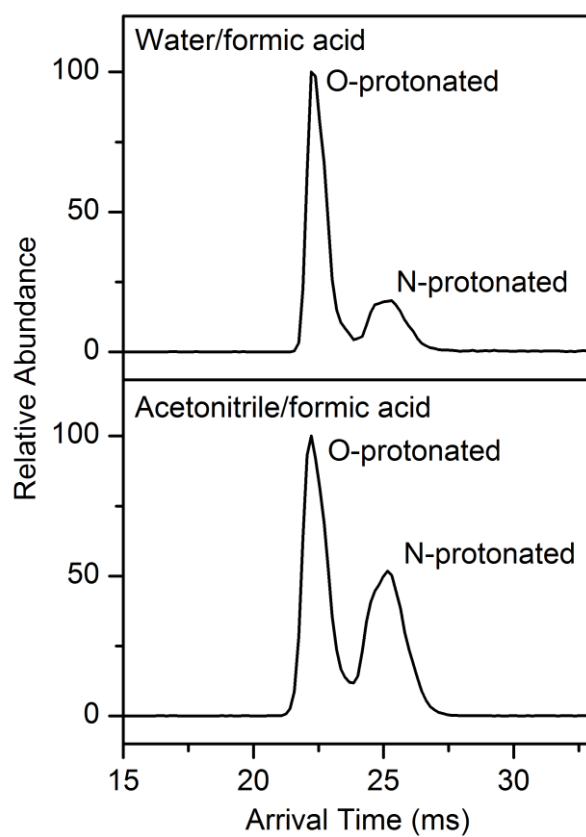 Water/formic acid
100
O-protonated
50
N-protonated
0
Relative Abundance
Acetonitrile/formic acid
100
O-protonated
N-protonated
50
0
15 20 25 30
Arrival Time (ms)